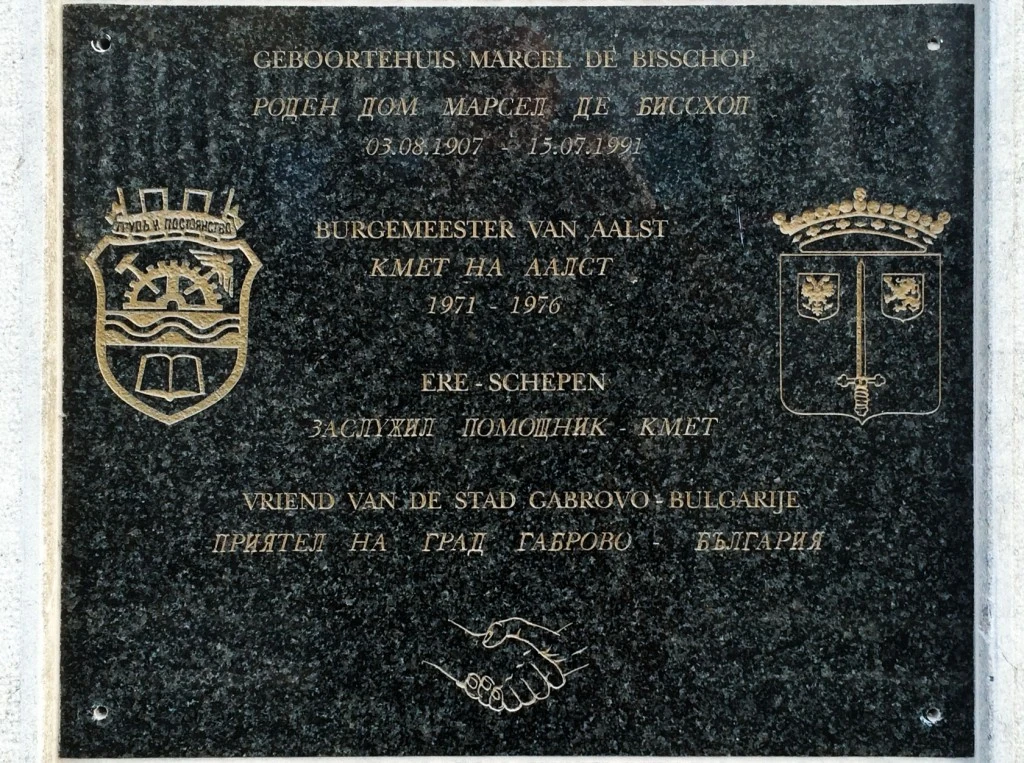 GEBOORTEHUIS MARCEL DE BISSCHOP
РОДЕН ДОМ МАРСЕЛ ДЕ БИССХОП
03.08.1907 - 15.07.1991
ТРУДЪ И ПОСТОЯНСТВО
BURGEMEESTER VAN AALST
КМЕТ НА ААЛСТ
1971 - 1976
ERE - SCHEPEN
ЗАСЛУЖИЛ ПОМОЩНИК - КМЕТ
VRIEND VAN DE STAD GABROVO - BULGARIJE
ПРИЯТЕЛ НА ГРАД ГАБРОВО - БЪЛГАРИЯ